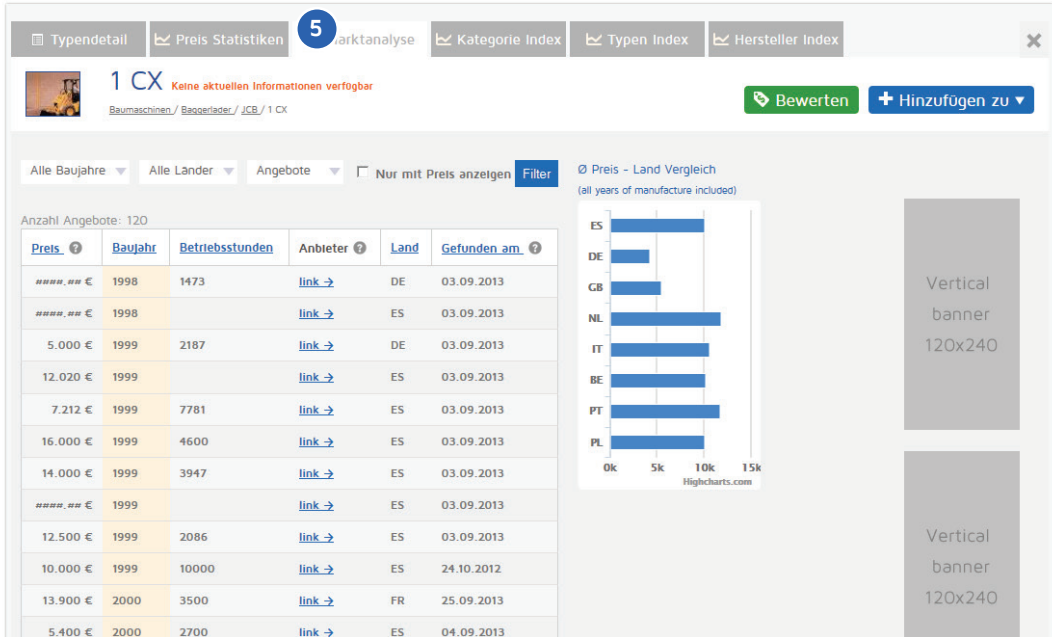 Typendetail Preis Statistiken 5 arktanalyse Kategorie Index Typen Index Hersteller Index
1 CX Keine aktuellen Informationen verfügbar
Baumaschinen / Baggerlader / JCB / 1 CX
Bewerten Hinzufügen zu
Alle Baujahre Alle Länder Angebote Nur mit Preis anzeigen Filter
Anzahl Angebote: 120
Preis ? Baujahr Betriebsstunden Anbieter ? Land Gefunden am ?
####.## € 1998 1473 link → DE 03.09.2013
####.## € 1998 link → ES 03.09.2013
5.000 € 1999 2187 link → DE 03.09.2013
12.020 € 1999 link → ES 03.09.2013
7.212 € 1999 7781 link → ES 03.09.2013
16.000 € 1999 4600 link → ES 03.09.2013
14.000 € 1999 3947 link → ES 03.09.2013
####.## € 1999 link → ES 03.09.2013
12.500 € 1999 2086 link → ES 03.09.2013
10.000 € 1999 10000 link → ES 24.10.2012
13.900 € 2000 3500 link → FR 25.09.2013
5.400 € 2000 2700 link → ES 04.09.2013
Ø Preis - Land Vergleich
(all years of manufacture included)
ES
DE
GB
NL
IT
BE
PT
PL
0k 5k 10k 15k
Highcharts.com
Vertical
banner
120x240
Vertical
banner
120x240